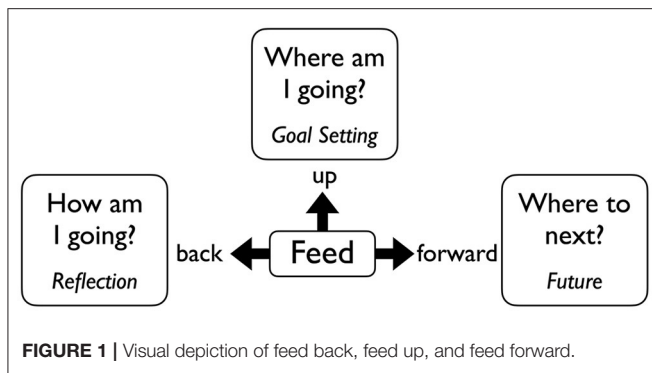 Where am
I going?
Goal Setting
up
How am
I going?
Reflection
back
Feed
forward
Where to
next?
Future
FIGURE 1 | Visual depiction of feed back, feed up, and feed forward.